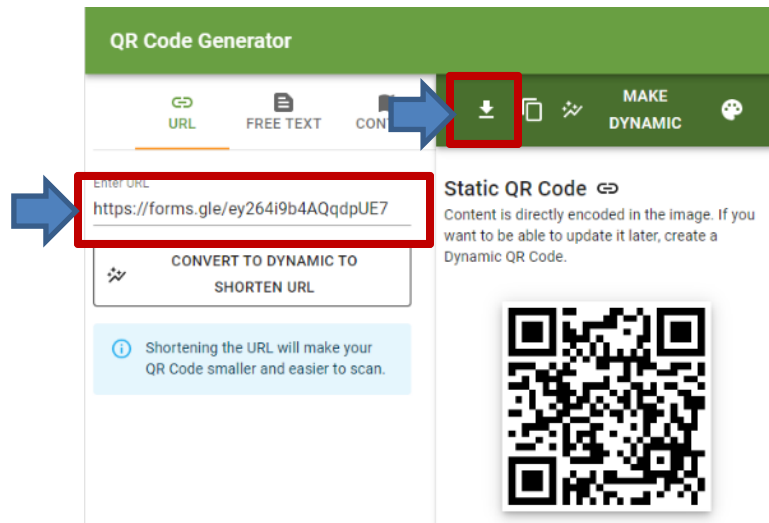 QR Code Generator
URL
FREE TEXT
MAKE
DYNAMIC
Enter URL
https://forms.gle/ey264i9b4AQqdpUE7
CONVERT TO DYNAMIC TO
SHORTEN URL
Shortening the URL will make your
QR Code smaller and easier to scan.
Static QR Code
Content is directly encoded in the image. If you
want to be able to update it later, create a
Dynamic QR Code.